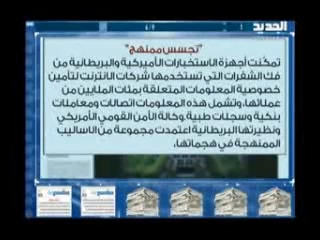 الجديد
"تجسس ممنهج"
تمكنت أجهزة الاستخبارات الأميركية والبريطانية من
فك الشفرات التي تستخدمها شركات الانترنت لتأمين
خصوصية المعلومات المتعلقة بمئات الملايين من
عملائها، وتشمل هذه المعلومات اتصالات ومعاملات
بنكية وسجلات طبية. وكالة الأمن القومي الأمريكي
ونظيرتها البريطانية اعتمدت مجموعة من الاساليب
الممنهجة في هجماتها.